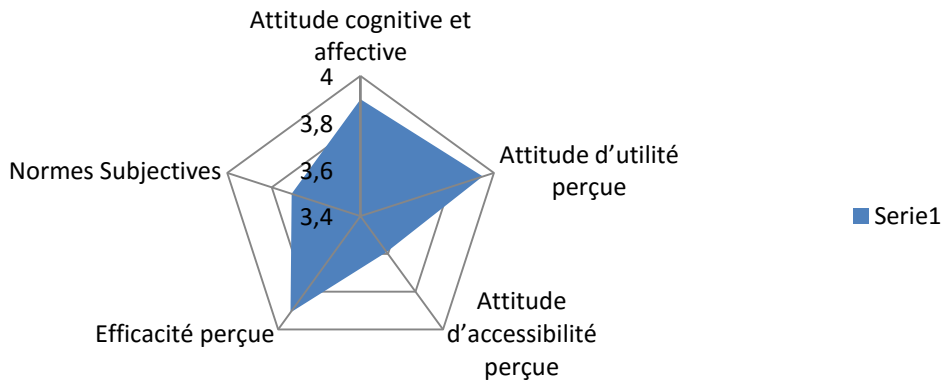 Attitude cognitive et
affective
4
3,8
3,6
3,4
Attitude d’utilité
perçue
Attitude
d’accessibilité
perçue
Efficacité perçue
Normes Subjectives
Serie1